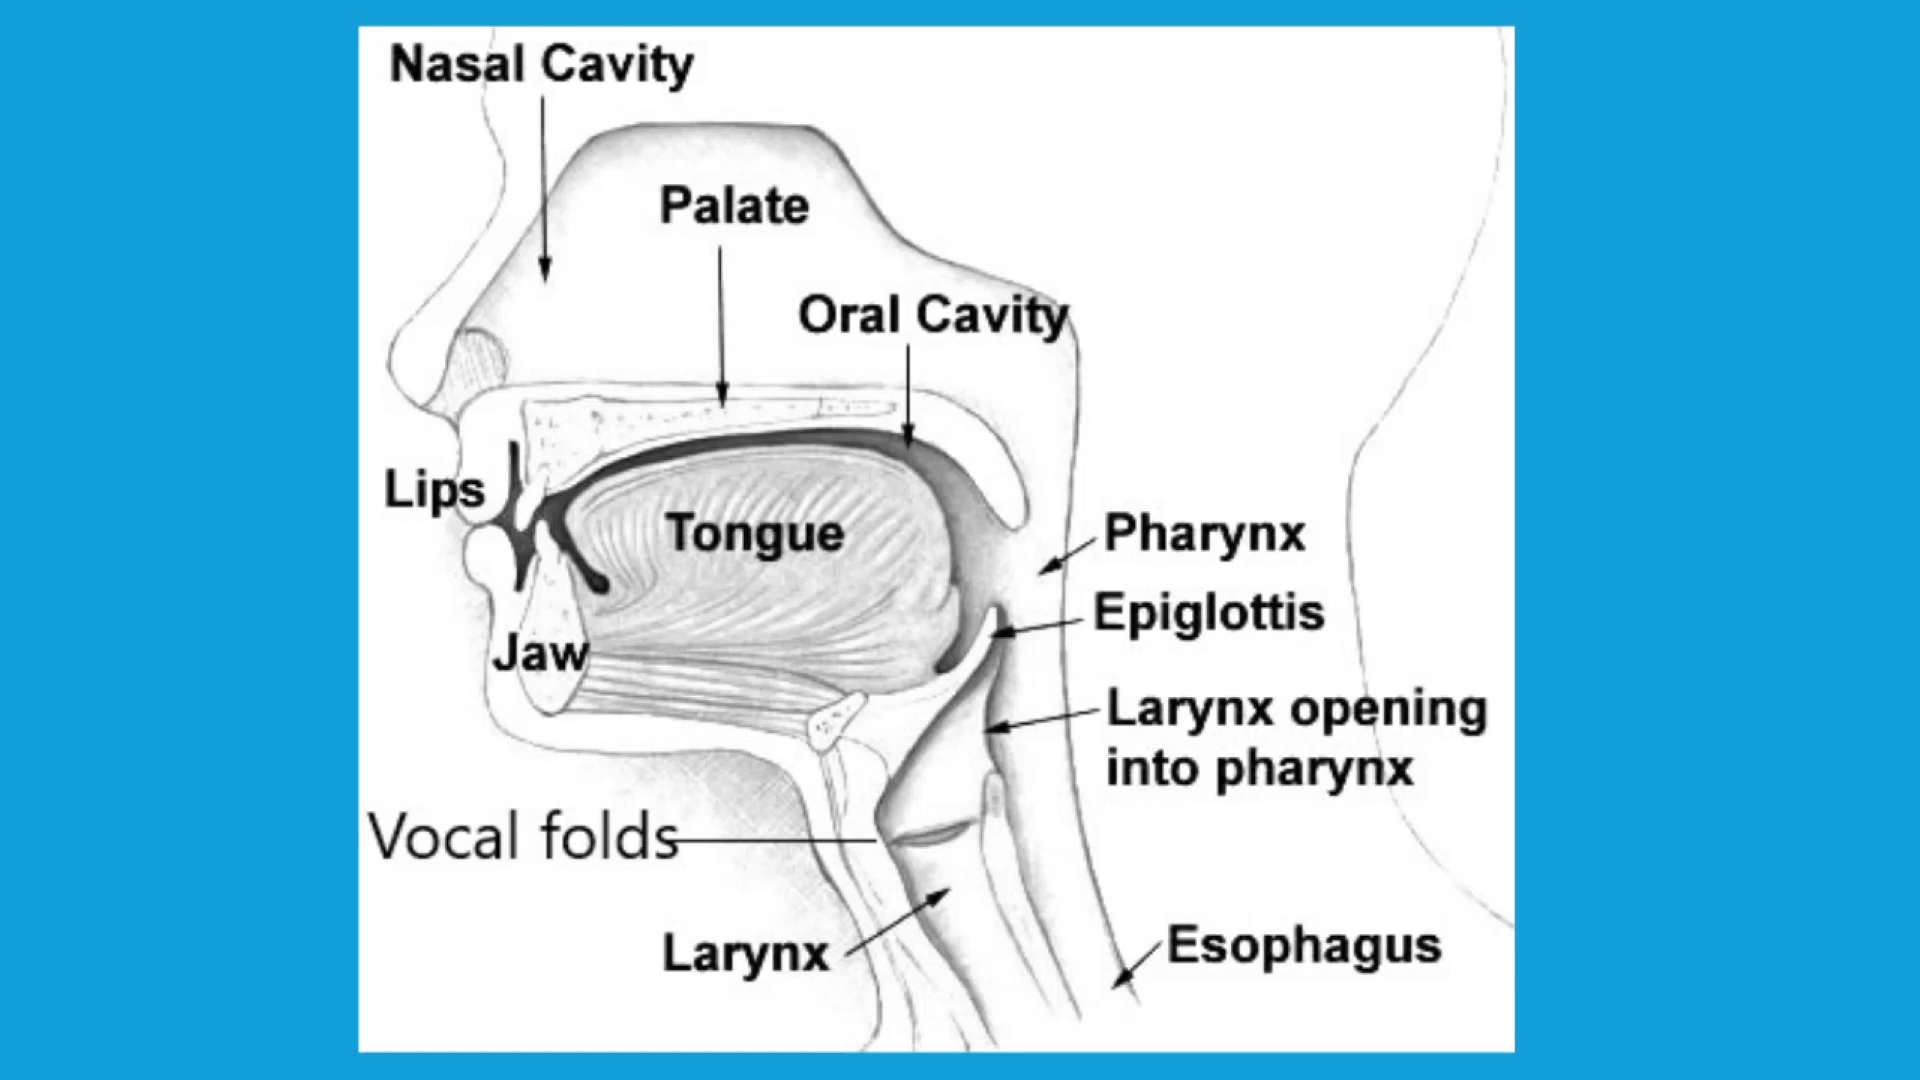 Nasal Cavity
Palate
Oral Cavity
Lips
Tongue
Pharynx
Epiglottis
Jaw
Larynx opening
into pharynx
Vocal folds
Larynx
Esophagus